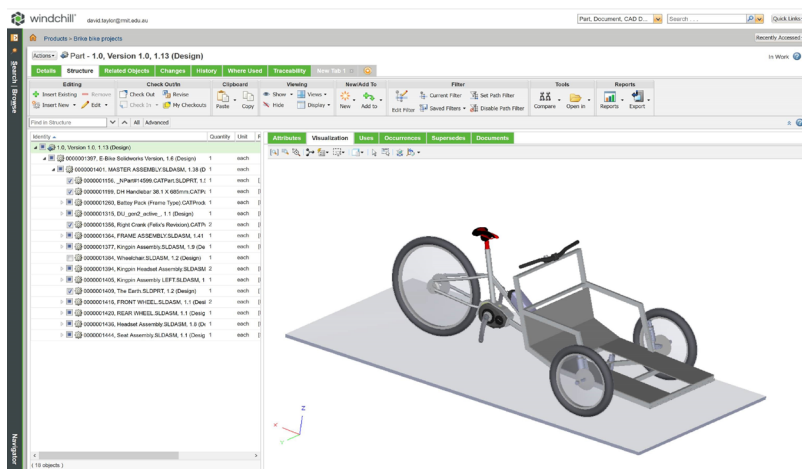 windchill® david.taylor@rmit.edu.au
Part, Document, CAD D... Search . . . Quick Links
Products > Brike bike projects
Recently Accessed
Actions Part - 1.0, Version 1.0, 1.13 (Design)
In Work
Details Structure Related Objects Changes History Where Used Traceability New Tab 1
Editing Check Out/In Clipboard Viewing New/Add To Filter Tools Reports
Insert Existing Remove Check Out Revise Show Views Current Filter Set Path Filter
Insert New Edit Check In My Checkouts Paste Copy Hide Display New Add to Edit Filter Saved Filters Disable Path Filter Compare Open in Reports Export
Find in Structure All Advanced
Identity Quantity Unit
Attributes Visualization Uses Occurrences Supersedes Documents
1.0, Version 1.0, 1.13 (Design)
0000001397, E-Bike Solidworks Version, 1.6 (Design) 1 each
0000001401, MASTER ASSEMBLY.SLDASM, 1.38 (D 1 each
0000001156, _NPart#14599.CATPart.SLDPRT, 1. 1 each
0000001199, DH Handlebar 38.1 X 685mm.CATP 1 each
0000001260, Battey Pack (Frame Type).CATProdu 1 each
0000001315, DU_gen2_active_, 1.1 (Design) 1 each
0000001356, Right Crank (Felix's Revixion).CATP 2 each
0000001364, FRAME ASSEMBLY.SLDASM, 1.41 1 each
0000001377, Kingpin Assembly.SLDASM, 1.9 (De 1 each
0000001384, Wheelchair.SLDASM, 1.2 (Design) 1 each
0000001394, Kingpin Headset Assembly.SLDASM 2 each
0000001405, Kingpin Assembly LEFT.SLDASM, 1 1 each
0000001409, The Earth.SLDPRT, 1.2 (Design) 1 each
0000001416, FRONT WHEEL.SLDASM, 1.1 (Desi 2 each
0000001420, REAR WHEEL.SLDASM, 1.1 (Desig 1 each
0000001436, Headset Assembly.SLDASM, 1.6 (D 1 each
0000001444, Seat Assembly.SLDASM, 1.1 (Desig 1 each
Search | Browse
Navigator
Z
X
Y
( 19 objects )